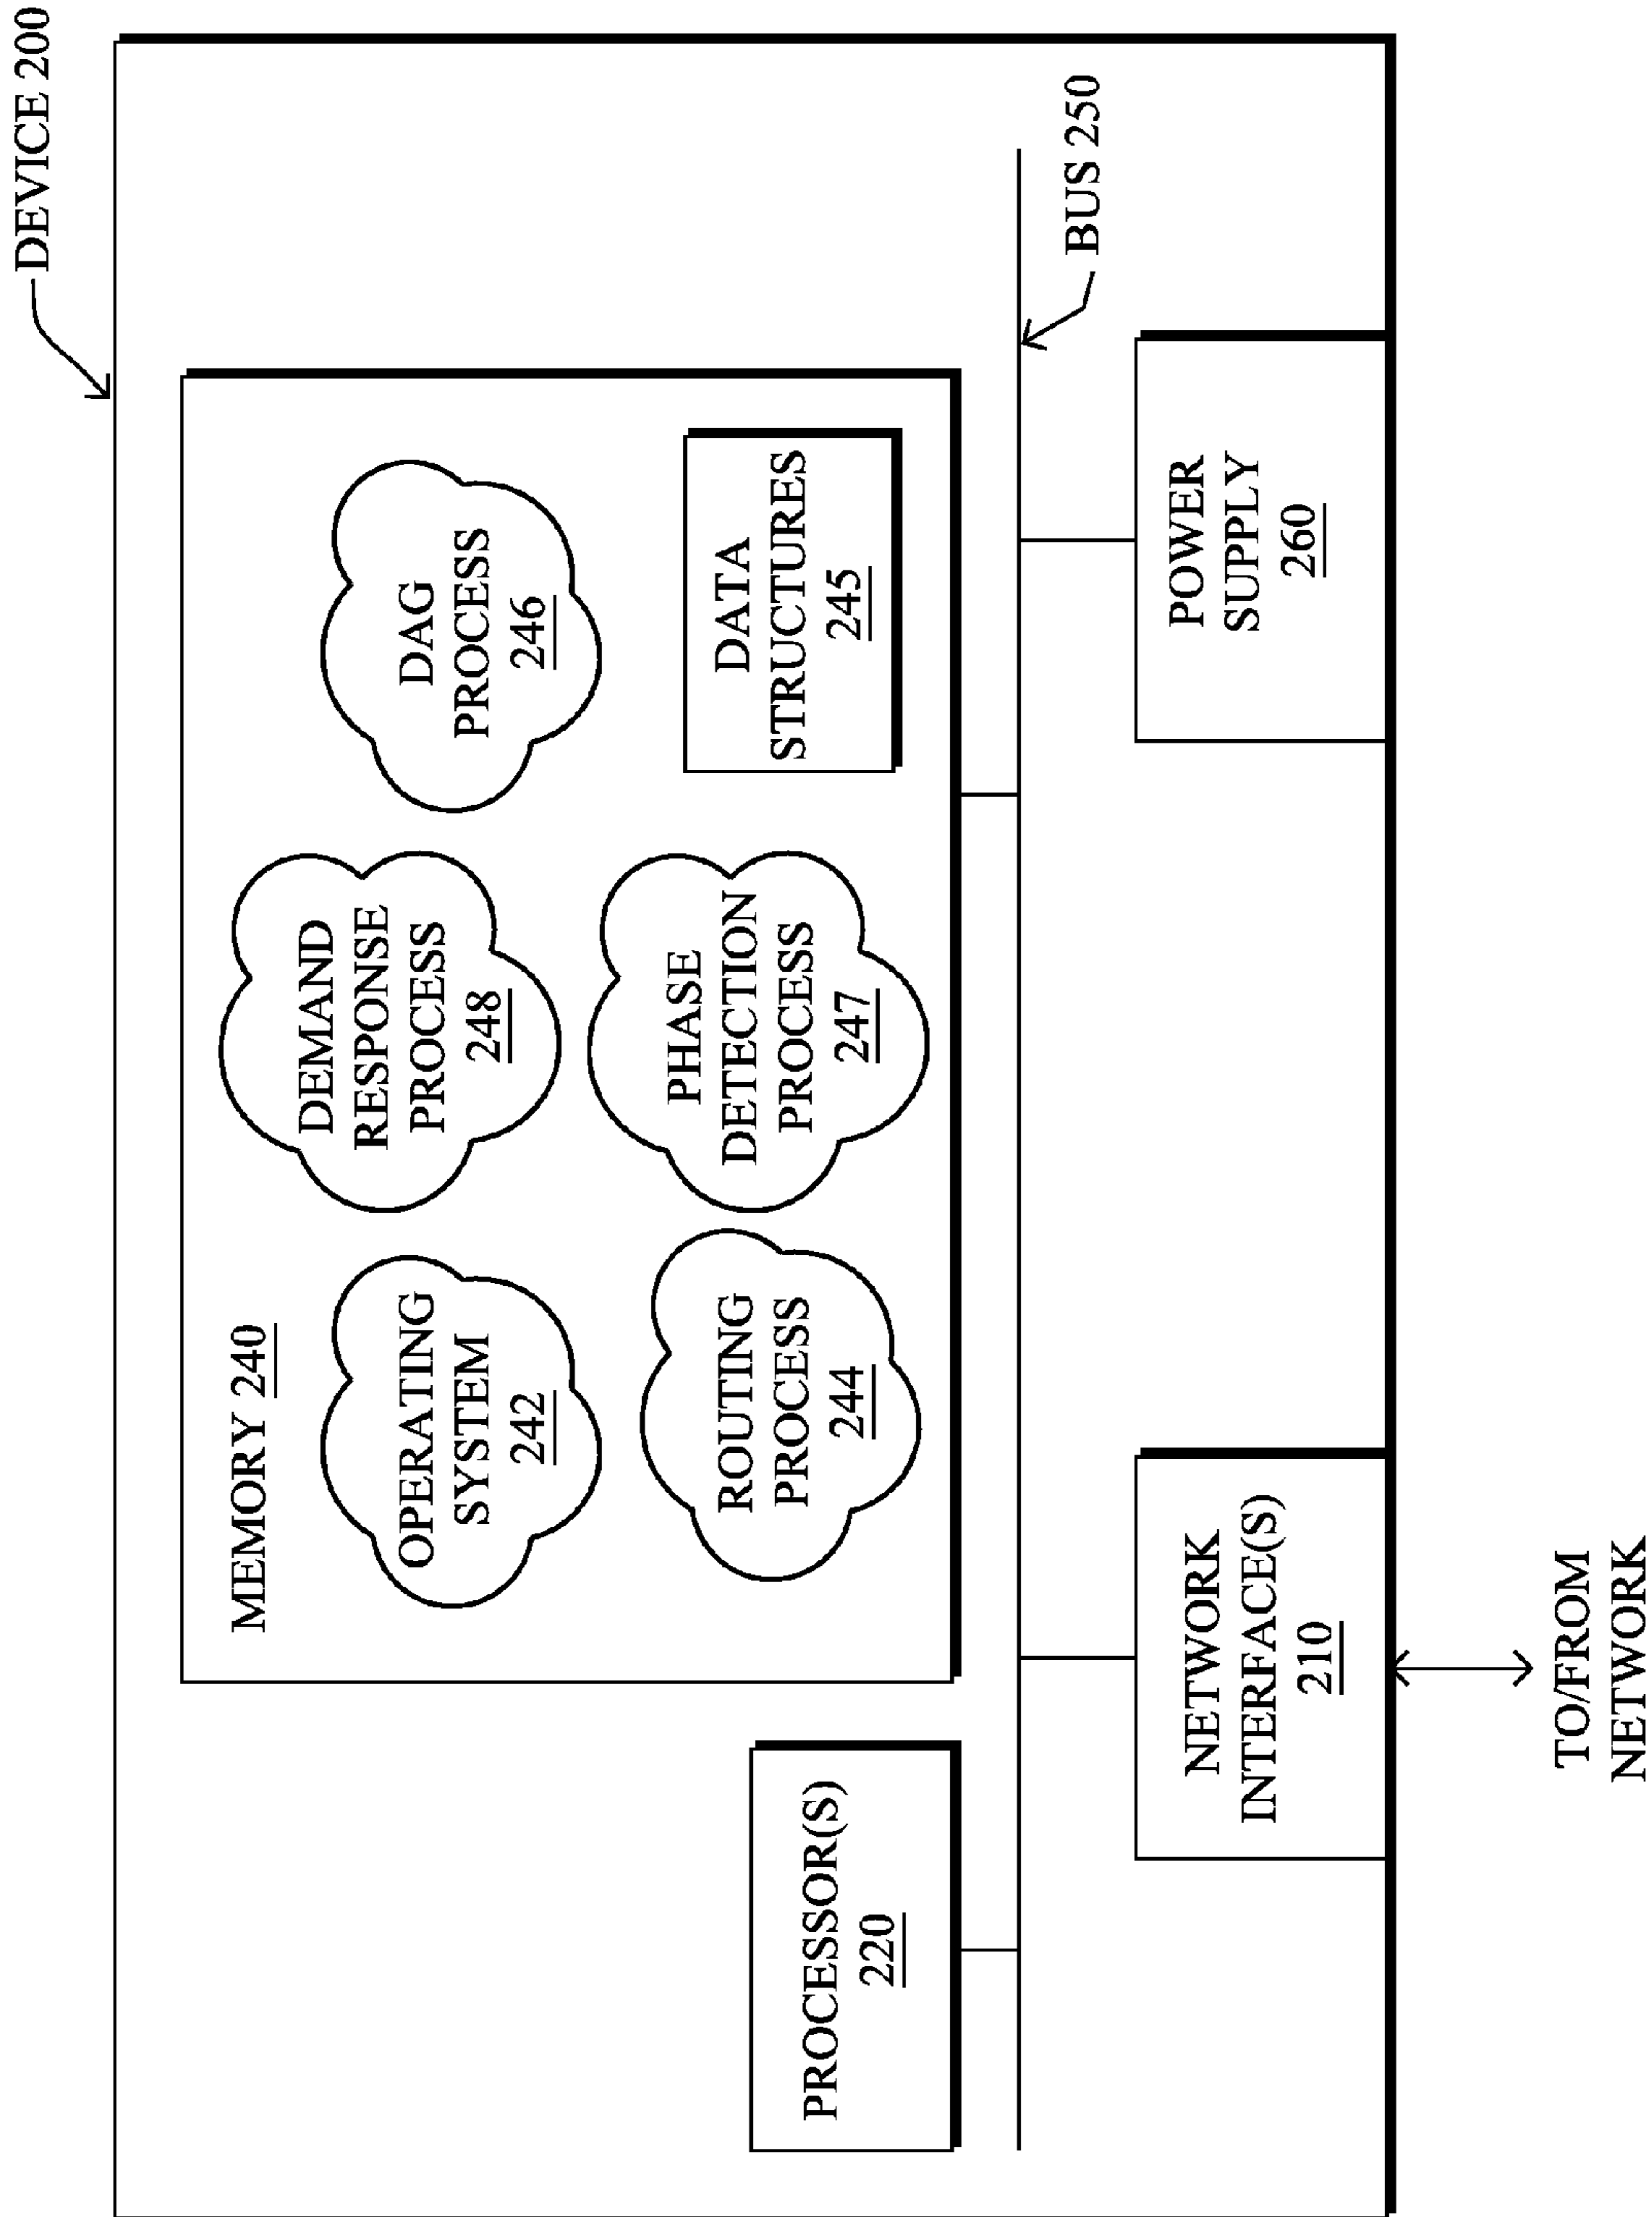 DEVICE 200
MEMORY 240
OPERATING
SYSTEM
242
DEMAND
RESPONSE
PROCESS
248
DAG
PROCESS
246
ROUTING
PROCESS
244
PHASE
DETECTION
PROCESS
247
DATA
STRUCTURES
245
PROCESSOR(S)
220
BUS 250
NETWORK
INTERFACE(S)
210
POWER
SUPPLY
260
TO/FROM
NETWORK